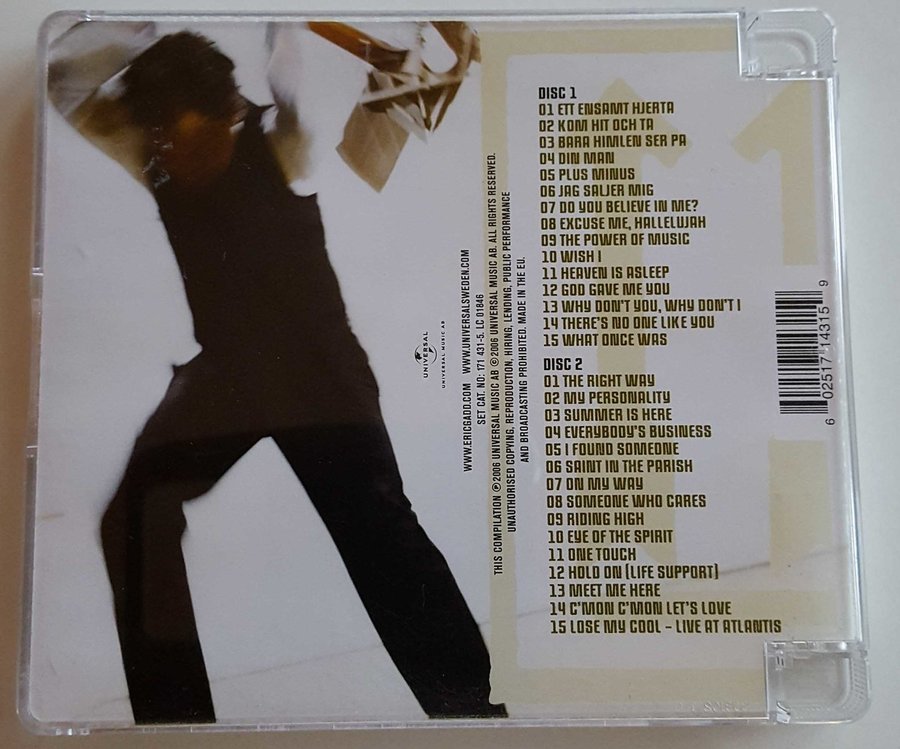 DISC 1
01 ETT ENSAMT HJERTA
02 KOM HIT OCH TA
03 BARA HIMLEN SER PA
04 DIN MAN
05 PLUS MINUS
06 JAG SALJER MIG
07 DO YOU BELIEVE IN ME?
08 EXCUSE ME, HALLELUJAH
09 THE POWER OF MUSIC
10 WISH I
11 HEAVEN IS ASLEEP
12 GOD GAVE ME YOU
13 WHY DON'T YOU, WHY DON'T I
14 THERE'S NO ONE LIKE YOU
15 WHAT ONCE WAS
DISC 2
01 THE RIGHT WAY
02 MY PERSONALITY
03 SUMMER IS HERE
04 EVERYBODY'S BUSINESS
05 I FOUND SOMEONE
06 SAINT IN THE PARISH
07 ON MY WAY
08 SOMEONE WHO CARES
09 RIDING HIGH
10 EYE OF THE SPIRIT
11 ONE TOUCH
12 HOLD ON (LIFE SUPPORT)
13 MEET ME HERE
14 C'MON C'MON LET'S LOVE
15 LOSE MY COOL - LIVE AT ATLANTIS
UNIVERSAL
UNIVERSAL MUSIC AB
WWW.ERICGADD.COM WWW.UNIVERSALSWEDEN.COM
SET CAT. NO: 171 431-5. LC 01846
THIS COMPILATION ℗2006 UNIVERSAL MUSIC AB ©2006 UNIVERSAL MUSIC AB. ALL RIGHTS RESERVED.
UNAUTHORISED COPYING, REPRODUCTION, HIRING, LENDING, PUBLIC PERFORMANCE
AND BROADCASTING PROHIBITED. MADE IN THE EU.
6 02517 14315 9